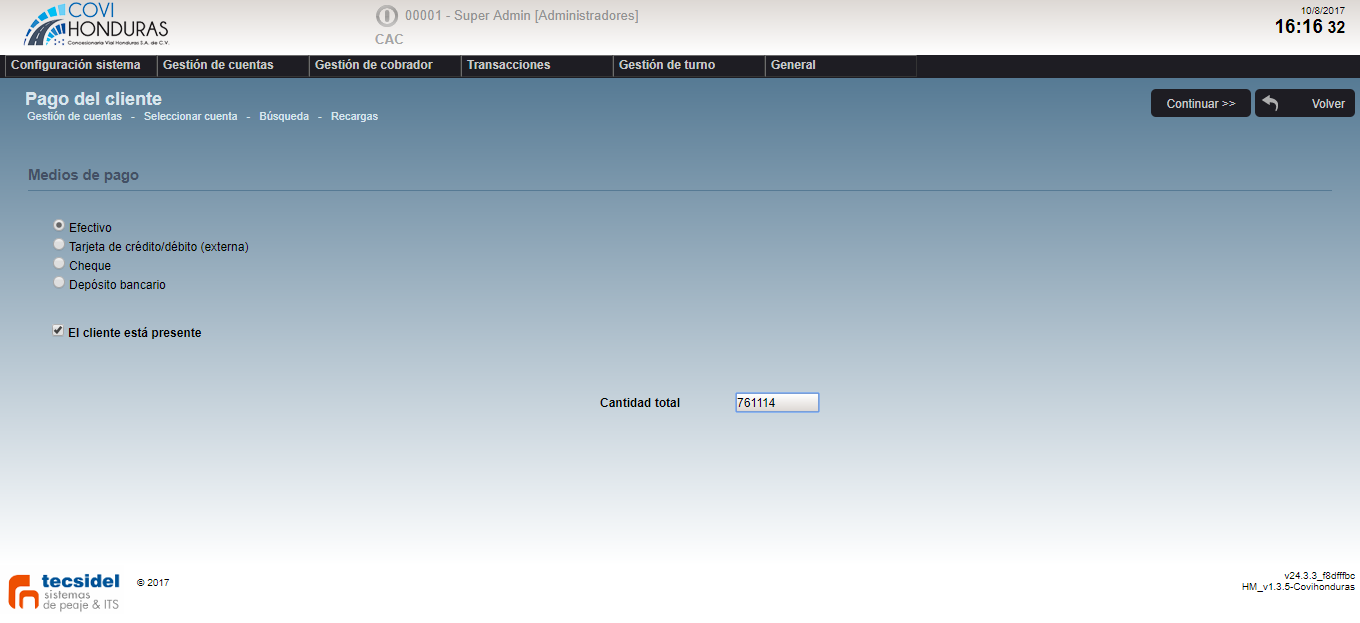 COVI
HONDURAS
Concesionaria Vial Honduras S.A. de C.V.
00001 - Super Admin [Administradores]
CAC
10/8/2017
16:16 32
Configuración sistema
Gestión de cuentas
Gestión de cobrador
Transacciones
Gestión de turno
General
Pago del cliente
Gestión de cuentas - Seleccionar cuenta - Búsqueda - Recargas
Continuar >>
Volver
Medios de pago
Efectivo
Tarjeta de crédito/débito (externa)
Cheque
Depósito bancario
El cliente está presente
Cantidad total
761114
tecsidel
sistemas
de peaje & ITS
© 2017
v24.3.3_f8dfffbc
HM_v1.3.5-Covihonduras